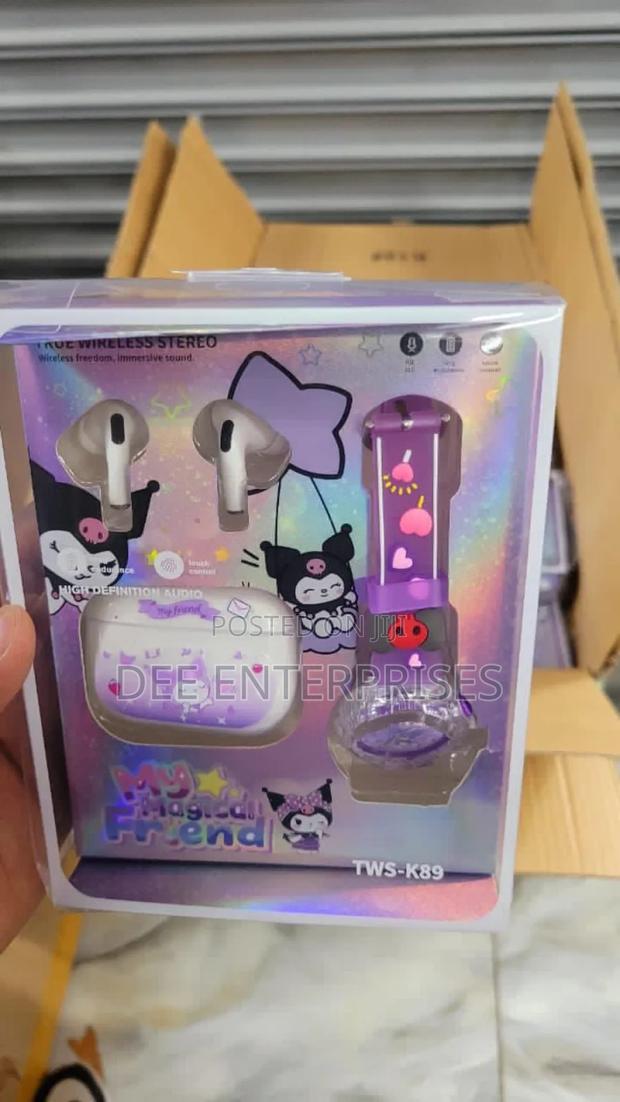 TRUE WIRELESS STEREO
Wireless freedom, immersive sound.
touch
control
HIGH DEFINITION AUDIO
My friend
POSTED ON JIJI
DEE ENTERPRISES
My
Magical
Friend
TWS-K89